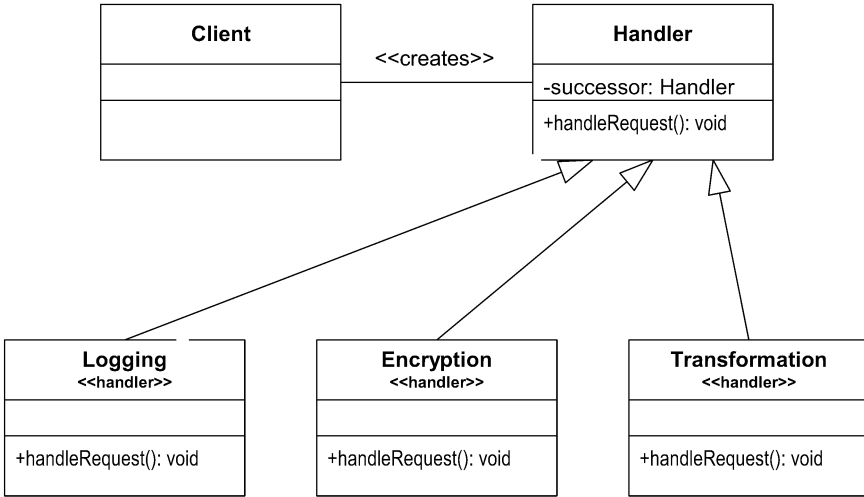 Client
<<creates>>
Handler
-successor: Handler
+handleRequest(): void
Logging
<<handler>>
+handleRequest(): void
Encryption
<<handler>>
+handleRequest(): void
Transformation
<<handler>>
+handleRequest(): void